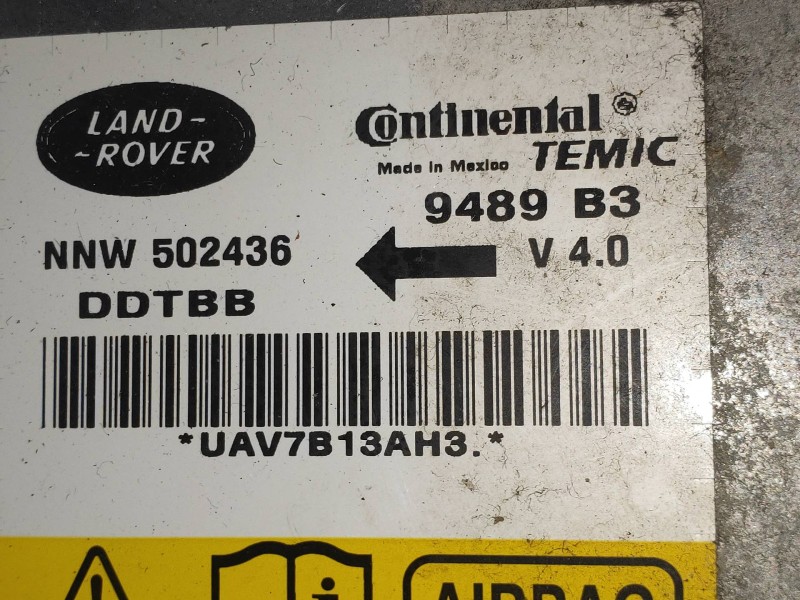 LAND-
-ROVER
Continental®
Made in Mexico TEMIC
9489 B3
NNW 502436
V 4.0
DDTBB
*UAV7B13AH3.*
AIRBAG